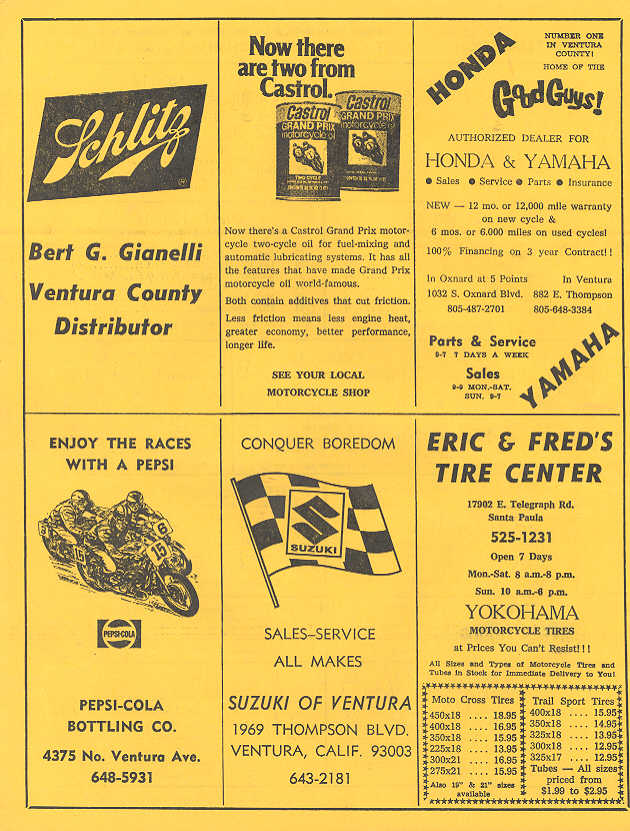 Schlitz
Bert G. Gianelli
Ventura County
Distributor
Now there
are two from
Castrol.
Castrol
GRAND PRIX
motorcycle oil
TWO CYCLE
Castrol
GRAND PRIX
motorcycle oil
Now there's a Castrol Grand Prix motor-
cycle two-cycle oil for fuel-mixing and
automatic lubricating systems. It has all
the features that have made Grand Prix
motorcycle oil world-famous.
Both contain additives that cut friction.
Less friction means less engine heat,
greater economy, better performance,
longer life.
SEE YOUR LOCAL
MOTORCYCLE SHOP
HONDA
NUMBER ONE
IN VENTURA
COUNTY!
HOME OF THE
Good Guys!
AUTHORIZED DEALER FOR
HONDA & YAMAHA
● Sales ● Service ● Parts ● Insurance
NEW — 12 mo. or 12,000 mile warranty
on new cycle &
6 mos. or 6.000 miles on used cycles!
100% Financing on 3 year Contract!!
In Oxnard at 5 Points In Ventura
1032 S. Oxnard Blvd. 882 E. Thompson
805-487-2701 805-648-3384
Parts & Service
9-7 7 DAYS A WEEK
Sales
9-9 MON.-SAT.
SUN. 9-7
YAMAHA
ENJOY THE RACES
WITH A PEPSI
15
15
6
PEPSI-COLA
PEPSI-COLA
BOTTLING CO.
4375 No. Ventura Ave.
648-5931
CONQUER BOREDOM
SUZUKI
SALES–SERVICE
ALL MAKES
SUZUKI OF VENTURA
1969 THOMPSON BLVD.
VENTURA, CALIF. 93003
643-2181
ERIC & FRED'S
TIRE CENTER
17902 E. Telegraph Rd.
Santa Paula
525-1231
Open 7 Days
Mon.-Sat. 8 a.m.-8 p.m.
Sun. 10 a.m.-6 p.m.
YOKOHAMA
MOTORCYCLE TIRES
at Prices You Can't Resist!!!
All Sizes and Types of Motorcycle Tires and
Tubes in Stock for Immediate Delivery to You!
Moto Cross Tires
450x18 .... 18.95
400x18 .... 16.95
350x18 .... 15.95
225x18 .... 13.95
300x21 .... 16.95
275x21 .... 15.95
Also 19" & 21" sizes
available
Trail Sport Tires
400x18 .... 15.95
350x18 .... 14.95
325x18 .... 13.95
300x18 .... 12.95
325x17 .... 12.95
Tubes — All sizes
priced from
$1.99 to $2.95